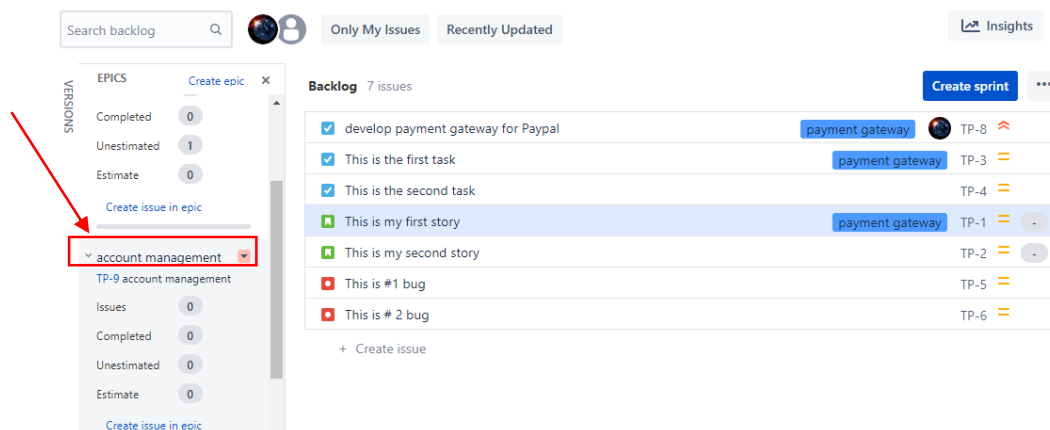 Search backlog
Only My Issues
Recently Updated
Insights
VERSIONS
EPICS
Create epic
Completed 0
Unestimated 1
Estimate 0
Create issue in epic
account management
TP-9 account management
Issues 0
Completed 0
Unestimated 0
Estimate 0
Create issue in epic
Backlog 7 issues
Create sprint
develop payment gateway for Paypal payment gateway TP-8
This is the first task payment gateway TP-3
This is the second task TP-4
This is my first story payment gateway TP-1 -
This is my second story TP-2 -
This is #1 bug TP-5
This is # 2 bug TP-6
+ Create issue